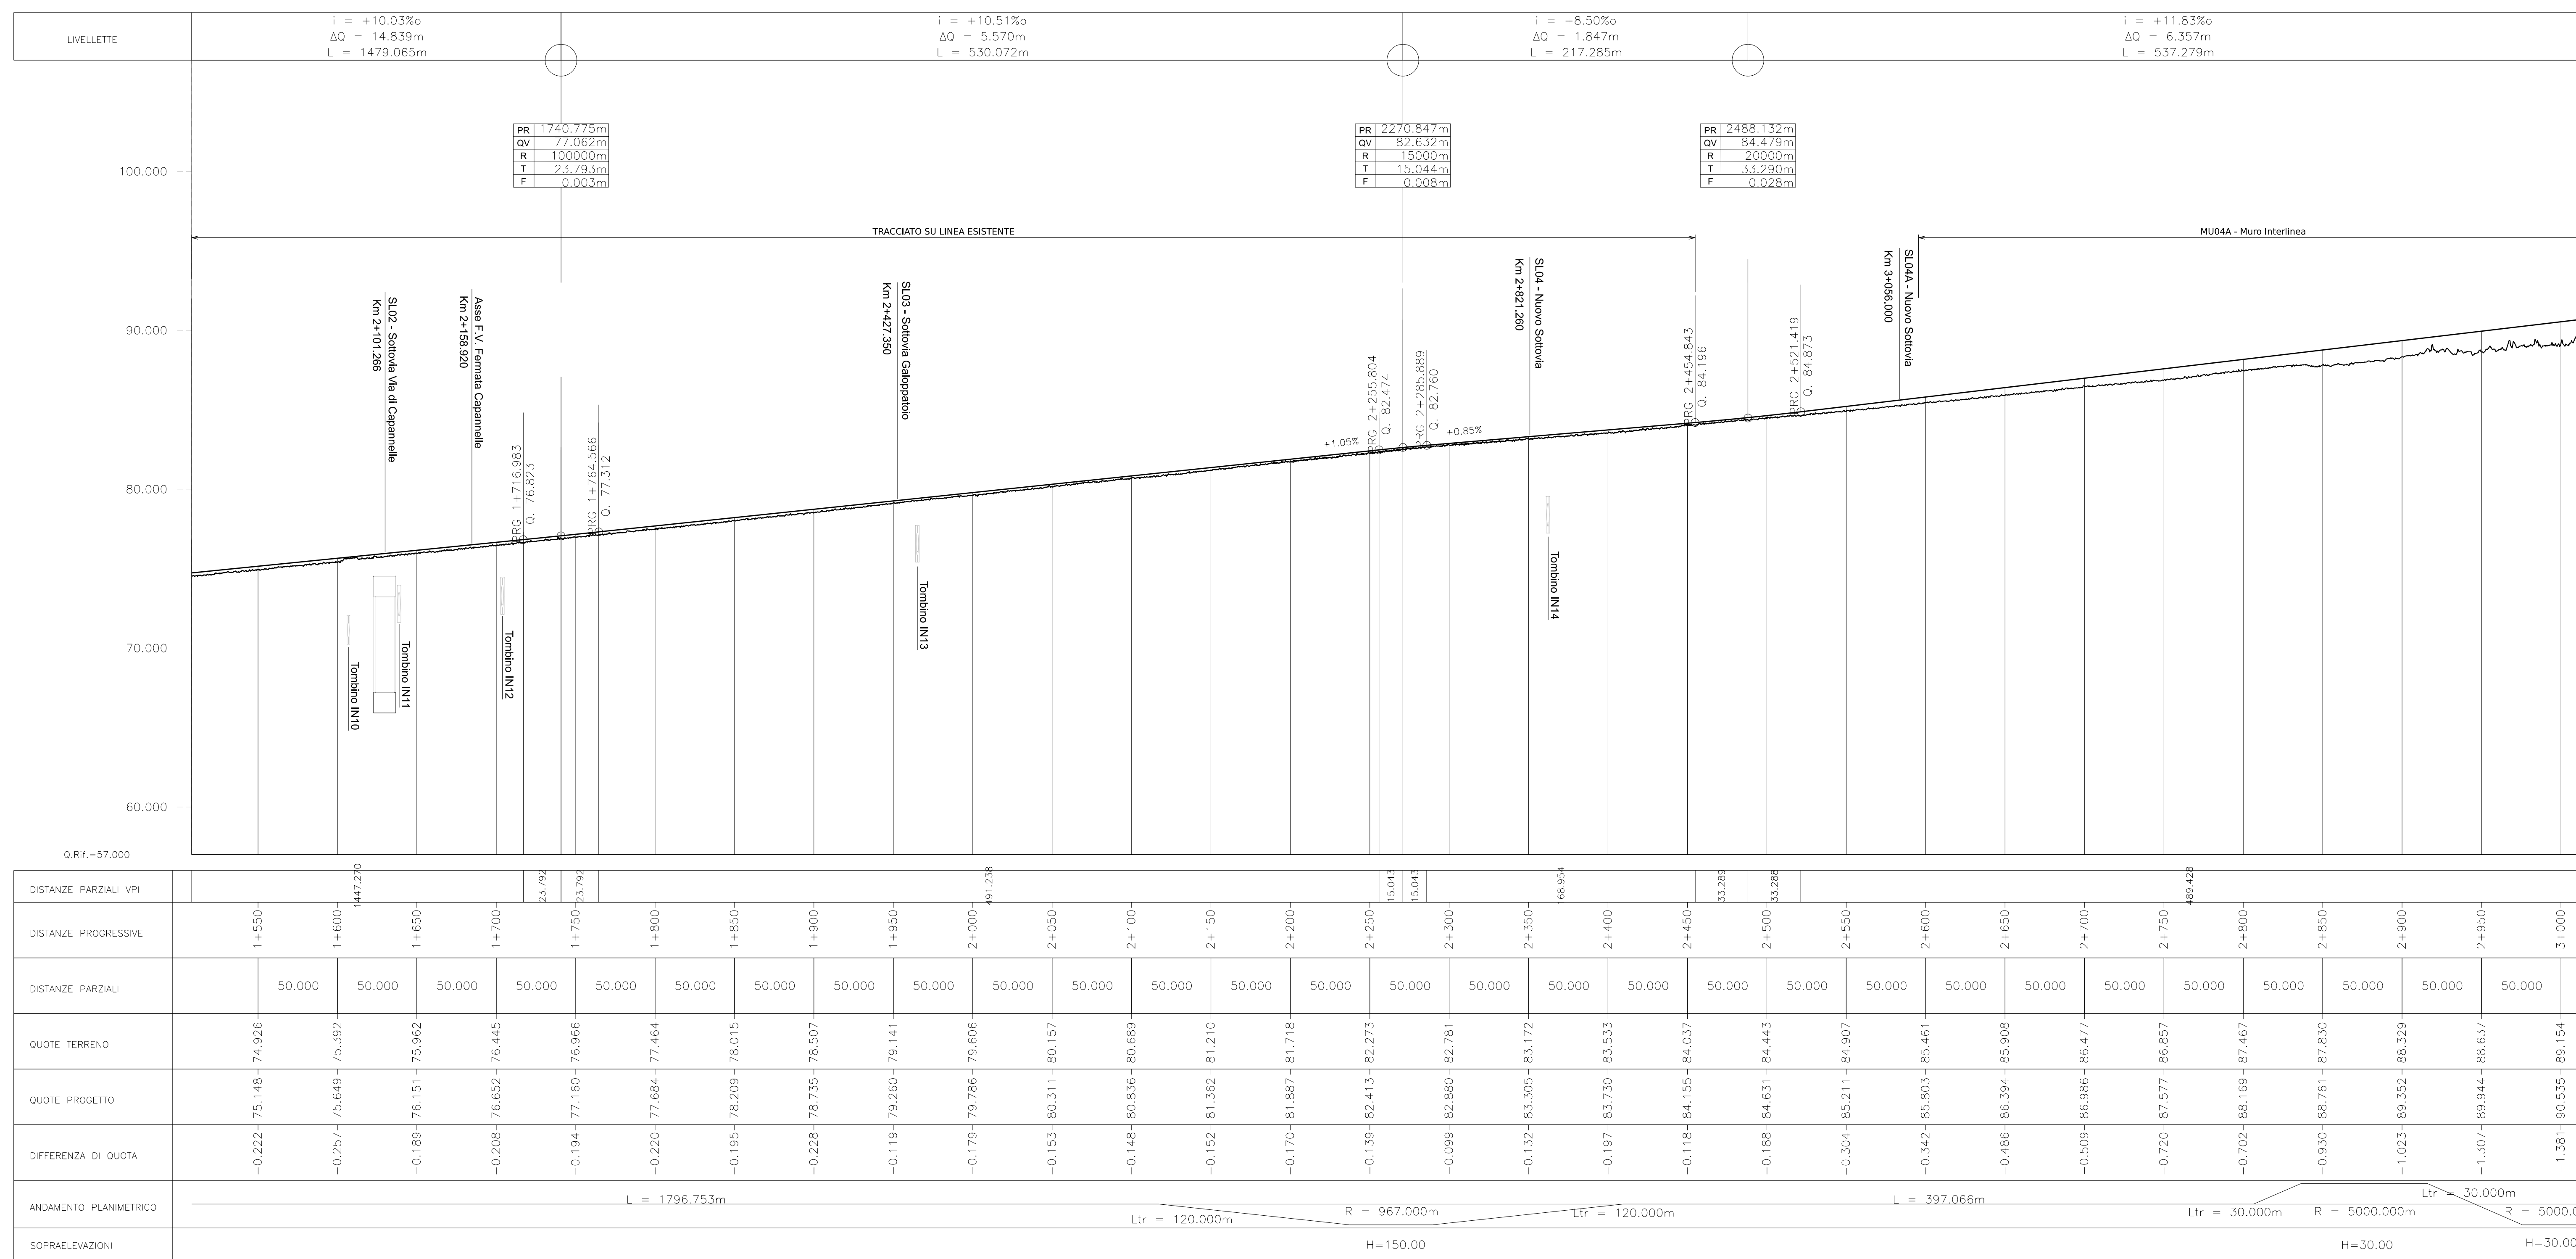 LIVELLETTE
i = +10.03%o
ΔQ = 14.839m
L = 1479.065m
i = +10.51%o
ΔQ = 5.570m
L = 530.072m
i = +8.50%o
ΔQ = 1.847m
L = 217.285m
i = +11.83%o
ΔQ = 6.357m
L = 537.279m
PR 1740.775m
QV 77.062m
R 100000m
T 23.793m
F 0.003m
PR 2270.847m
QV 82.632m
R 15000m
T 15.044m
F 0.008m
PR 2488.132m
QV 84.479m
R 20000m
T 33.290m
F 0.028m
100.000
90.000
80.000
70.000
60.000
Q.Rif.=57.000
TRACCIATO SU LINEA ESISTENTE
MU04A - Muro Interlinea
SL02 - Sottovia Via di Capannelle
Km 2+101.266
Asse F.V. Fermata Capannelle
Km 2+158.920
PRG 1+716.983
Q. 76.823
PRG 1+764.566
Q. 77.312
SL03 - Sottovia Galoppatoio
Km 2+427.350
+1.05%
PRG 2+255.804
Q. 82.474
PRG 2+285.889
Q. 82.760
+0.85%
SL04 - Nuovo Sottovia
Km 2+821.260
PRG 2+454.843
Q. 84.196
PRG 2+521.419
Q. 84.873
SL04A - Nuovo Sottovia
Km 3+056.000
Tombino IN10
Tombino IN11
Tombino IN12
Tombino IN13
Tombino IN14
DISTANZE PARZIALI VPI
1447.270 23.792 23.792 491.238 15.043 15.043 168.954 33.289 33.288 489.428
DISTANZE PROGRESSIVE
1+550 1+600 1+650 1+700 1+750 1+800 1+850 1+900 1+950 2+000 2+050 2+100 2+150 2+200 2+250 2+300 2+350 2+400 2+450 2+500 2+550 2+600 2+650 2+700 2+750 2+800 2+850 2+900 2+950 3+000
DISTANZE PARZIALI
50.000 50.000 50.000 50.000 50.000 50.000 50.000 50.000 50.000 50.000 50.000 50.000 50.000 50.000 50.000 50.000 50.000 50.000 50.000 50.000 50.000 50.000 50.000 50.000 50.000 50.000 50.000 50.000 50.000
QUOTE TERRENO
74.926 75.392 75.962 76.445 76.966 77.464 78.015 78.507 79.141 79.606 80.157 80.689 81.210 81.718 82.273 82.781 83.172 83.533 84.037 84.443 84.907 85.461 85.908 86.477 86.857 87.467 87.830 88.329 88.637 89.154
QUOTE PROGETTO
75.148 75.649 76.151 76.652 77.160 77.684 78.209 78.735 79.260 79.786 80.311 80.836 81.362 81.887 82.413 82.880 83.305 83.730 84.155 84.631 85.211 85.803 86.394 86.986 87.577 88.169 88.761 89.352 89.944 90.535
DIFFERENZA DI QUOTA
-0.222 -0.257 -0.189 -0.208 -0.194 -0.220 -0.195 -0.228 -0.119 -0.179 -0.153 -0.148 -0.152 -0.170 -0.139 -0.099 -0.132 -0.197 -0.118 -0.188 -0.304 -0.342 -0.486 -0.509 -0.720 -0.702 -0.930 -1.023 -1.307 -1.381
ANDAMENTO PLANIMETRICO
L = 1796.753m
Ltr = 120.000m
R = 967.000m
Ltr = 120.000m
L = 397.066m
Ltr = 30.000m
R = 5000.000m
Ltr = 30.000m
R = 5000.0
SOPRAELEVAZIONI
H=150.00
H=30.00
H=30.00